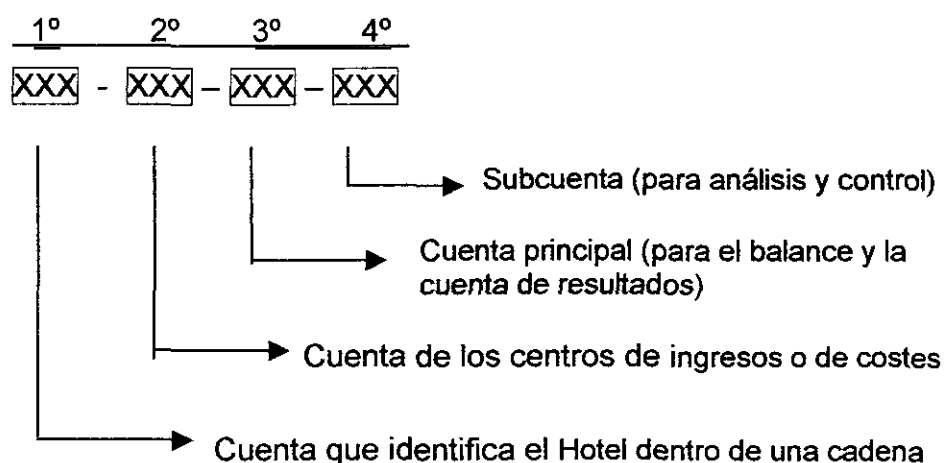 1º 2º 3º 4º
XXX - XXX – XXX – XXX
Subcuenta (para análisis y control)
Cuenta principal (para el balance y la
cuenta de resultados)
Cuenta de los centros de ingresos o de costes
Cuenta que identifica el Hotel dentro de una cadena